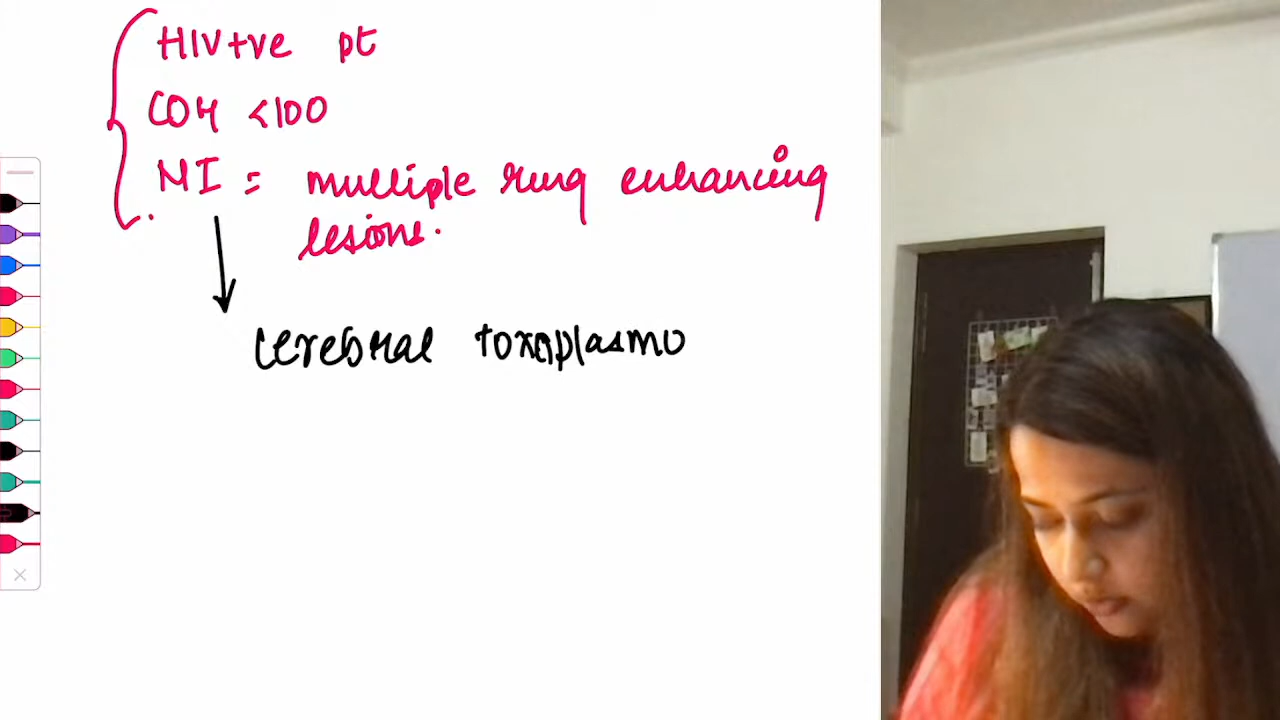 HIV+ve pt
CD4 <100
MI = multiple ring enhancing
lesions.
cerebral toxoplasmo